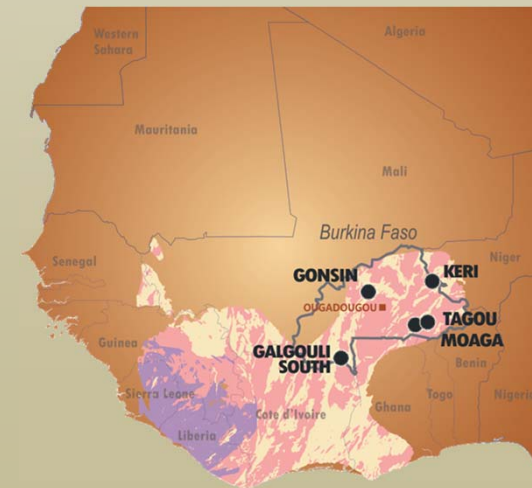 Western
Sahara
Algeria
Mauritania
Mali
Burkina Faso
Niger
Senegal
GONSIN
KERI
OUGADOUGOU
TAGOU
MOAGA
Guinea
GALGOULI
SOUTH
Benin
Sierra Leone
Cote d'Ivoire
Ghana
Togo
Nigeria
Liberia